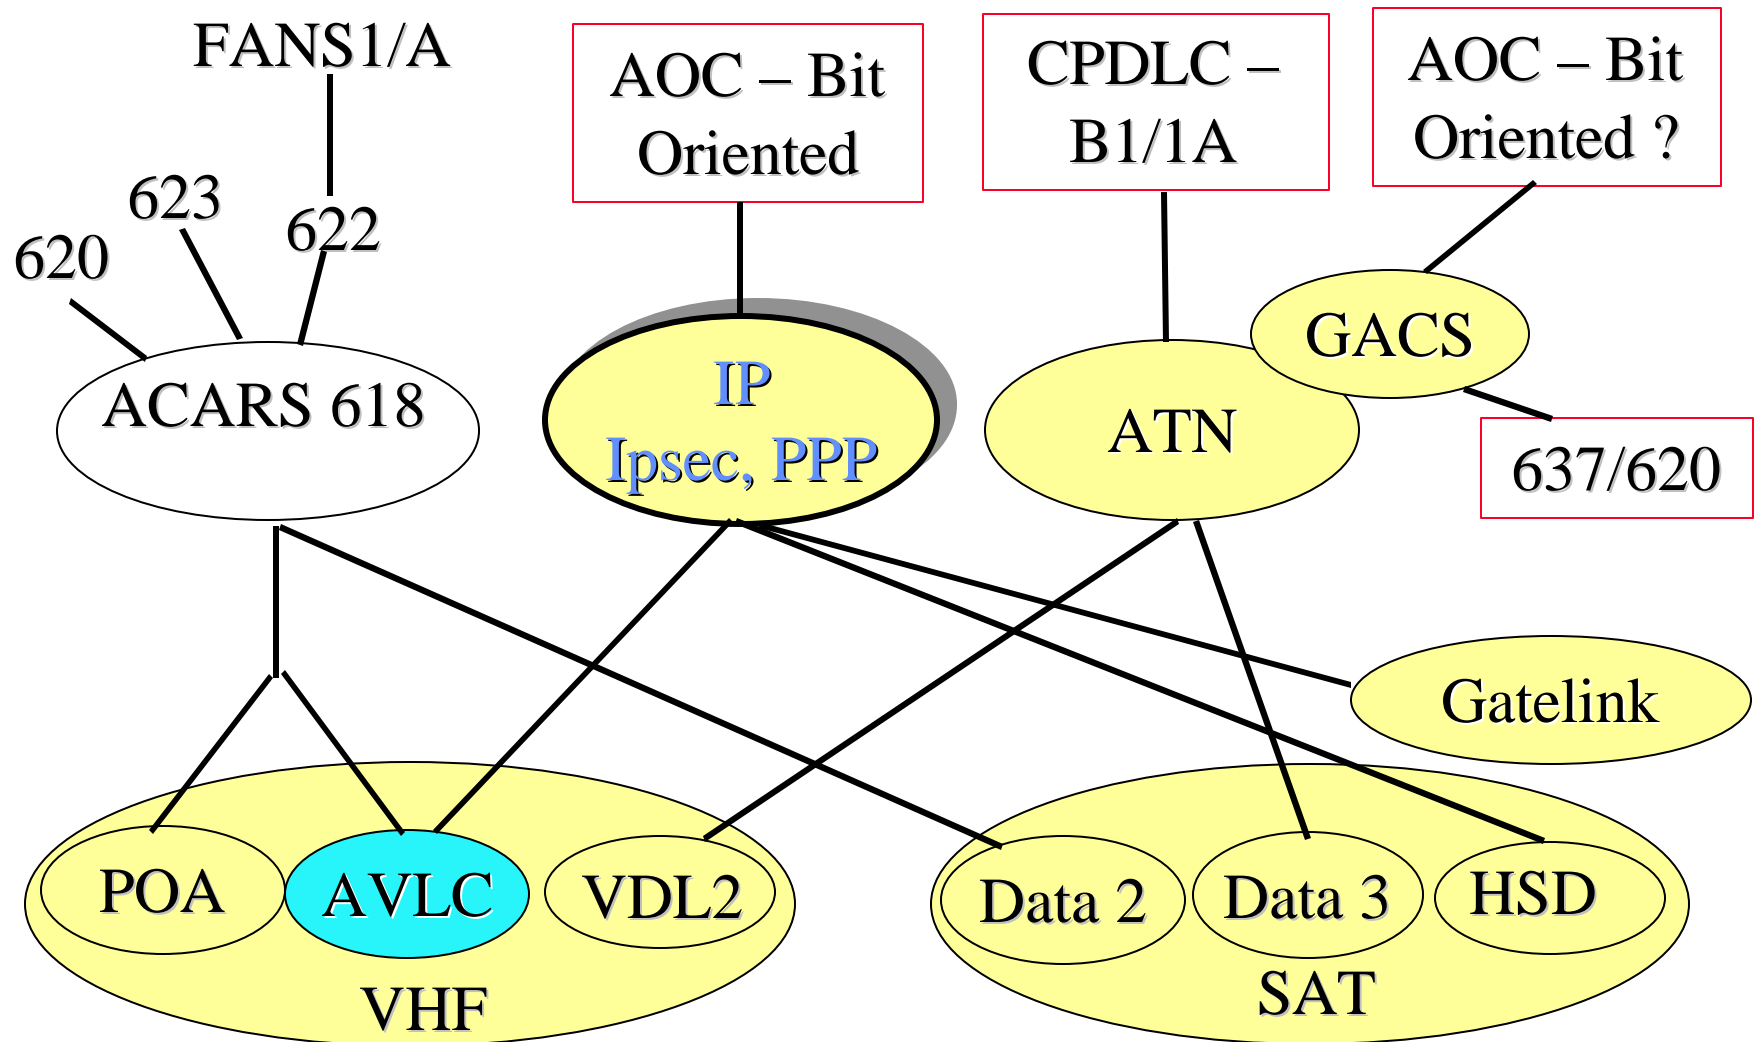 FANS1/A
623
622
620
ACARS 618
AOC – Bit
Oriented
IP
Ipsec, PPP
CPDLC –
B1/1A
AOC – Bit
Oriented ?
GACS
ATN
637/620
Gatelink
POA
AVLC
VDL2
VHF
Data 2
Data 3
HSD
SAT